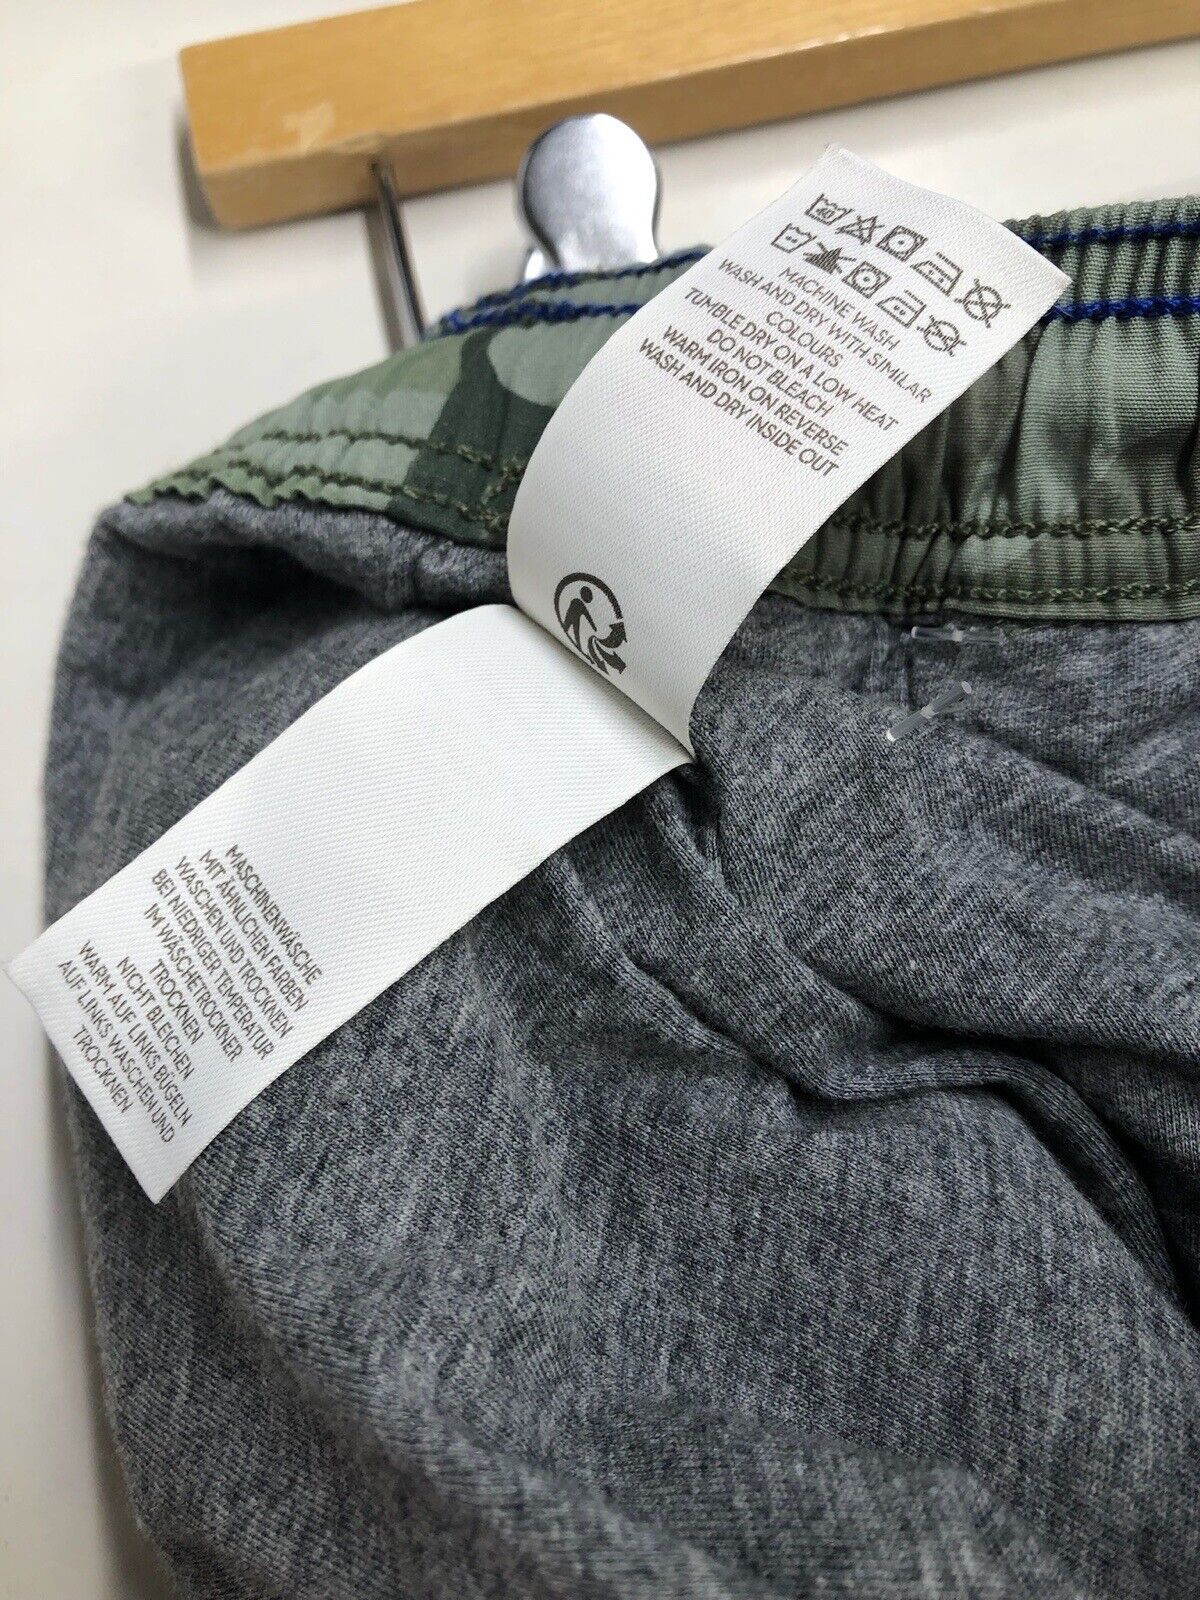 40
MACHINE WASH
WASH AND DRY WITH SIMILAR
COLOURS
TUMBLE DRY ON A LOW HEAT
DO NOT BLEACH
WARM IRON ON REVERSE
WASH AND DRY INSIDE OUT
MASCHINENWÄSCHE
MIT ÄHNLICHEN FARBEN
WASCHEN UND TROCKNEN
BEI NIEDRIGER TEMPERATUR
IM WÄSCHETROCKNER
TROCKNEN
NICHT BLEICHEN
WARM AUF LINKS BÜGELN
AUF LINKS WASCHEN UND
TROCKNEN